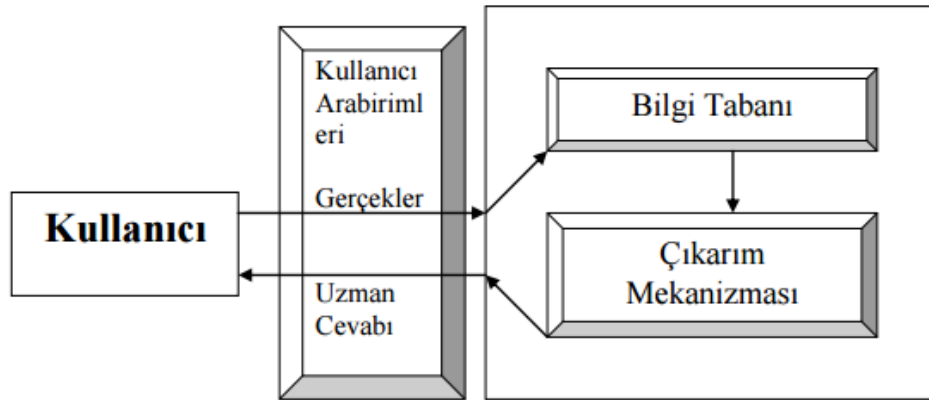 Kullanıcı
Kullanıcı
Arabiriml
eri
Gerçekler
Uzman
Cevabı
Bilgi Tabanı
Çıkarım
Mekanizması